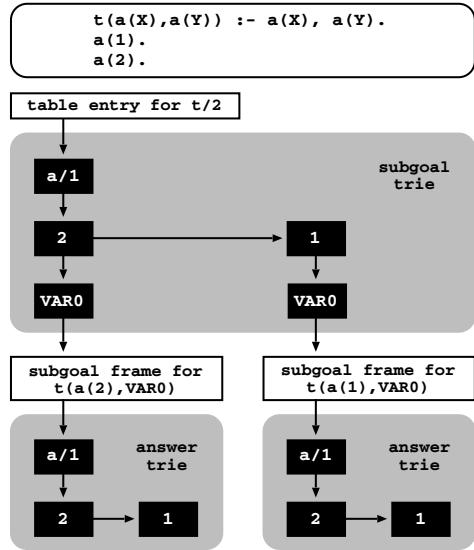 t(a(X),a(Y)) :- a(X), a(Y).
a(1).
a(2).
table entry for t/2
subgoal
trie
a/1
2
1
VAR0
VAR0
subgoal frame for
t(a(2),VAR0)
subgoal frame for
t(a(1),VAR0)
answer
trie
a/1
2
1
answer
trie
a/1
2
1